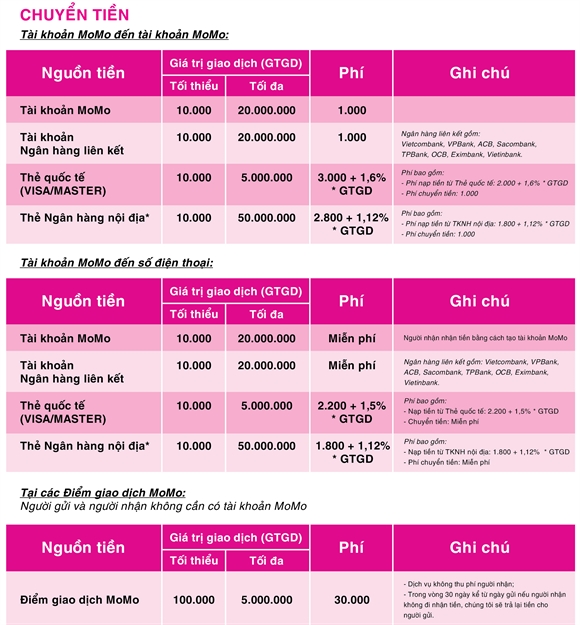 CHUYỂN TIỀN
Tài khoản MoMo đến tài khoản MoMo:
Nguồn tiền
Giá trị giao dịch (GTGD)
Phí
Ghi chú
Tối thiểu
Tối đa
Tài khoản MoMo
10.000
20.000.000
1.000
Tài khoản
Ngân hàng liên kết
10.000
20.000.000
1.000
Ngân hàng liên kết gồm:
Vietcombank, VPBank, ACB, Sacombank,
TPBank, OCB, Eximbank, Vietinbank.
Thẻ quốc tế
(VISA/MASTER)
10.000
5.000.000
3.000 + 1,6%
* GTGD
Phí bao gồm:
- Phí nạp tiền từ Thẻ quốc tế: 2.000 + 1,6% * GTGD
- Phí chuyển tiền: 1.000
Thẻ Ngân hàng nội địa*
10.000
50.000.000
2.800 + 1,12%
* GTGD
Phí bao gồm:
- Phí nạp tiền từ TKNH nội địa: 1.800 + 1,12% * GTGD
- Phí chuyển tiền: 1.000
Tài khoản MoMo đến số điện thoại:
Nguồn tiền
Giá trị giao dịch (GTGD)
Phí
Ghi chú
Tối thiểu
Tối đa
Tài khoản MoMo
10.000
20.000.000
Miễn phí
Người nhận nhận tiền bằng cách tạo tài khoản MoMo
Tài khoản
Ngân hàng liên kết
10.000
20.000.000
Miễn phí
Ngân hàng liên kết gồm: Vietcombank, VPBank,
ACB, Sacombank, TPBank, OCB, Eximbank,
Vietinbank.
Thẻ quốc tế
(VISA/MASTER)
10.000
5.000.000
2.200 + 1,5%
* GTGD
Phí bao gồm:
- Nạp tiền từ Thẻ quốc tế: 2.200 + 1,5% * GTGD
- Chuyển tiền: Miễn phí
Thẻ Ngân hàng nội địa*
10.000
50.000.000
1.800 + 1,12%
* GTGD
Phí bao gồm:
- Nạp tiền từ TKNH nội địa: 1.800 + 1,12% * GTGD
- Phí chuyển tiền: Miễn phí
Tại các Điểm giao dịch MoMo:
Người gửi và người nhận không cần có tài khoản MoMo
Nguồn tiền
Giá trị giao dịch (GTGD)
Phí
Ghi chú
Tối thiểu
Tối đa
Điểm giao dịch MoMo
100.000
5.000.000
30.000
- Dịch vụ không thu phí người nhận;
- Trong vòng 30 ngày kể từ ngày gửi nếu người nhận
không đi nhận tiền, chúng tôi sẽ trả lại tiền cho
người gửi.